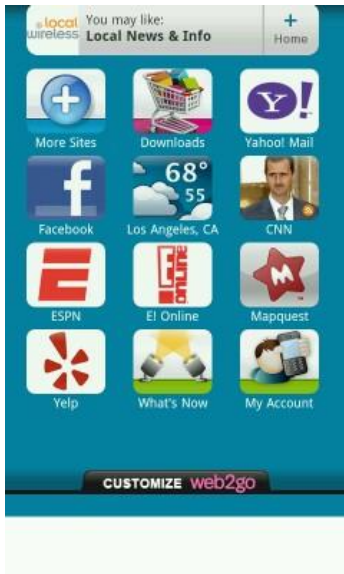 local
wireless
You may like:
Local News & Info
+
Home
More Sites
Downloads
Y!
Yahoo! Mail
f
Facebook
68°
55
Los Angeles, CA
CNN
E
ESPN
E!
ONLINE
E! Online
M
Mapquest
Yelp
What's Now
My Account
CUSTOMIZE web2go